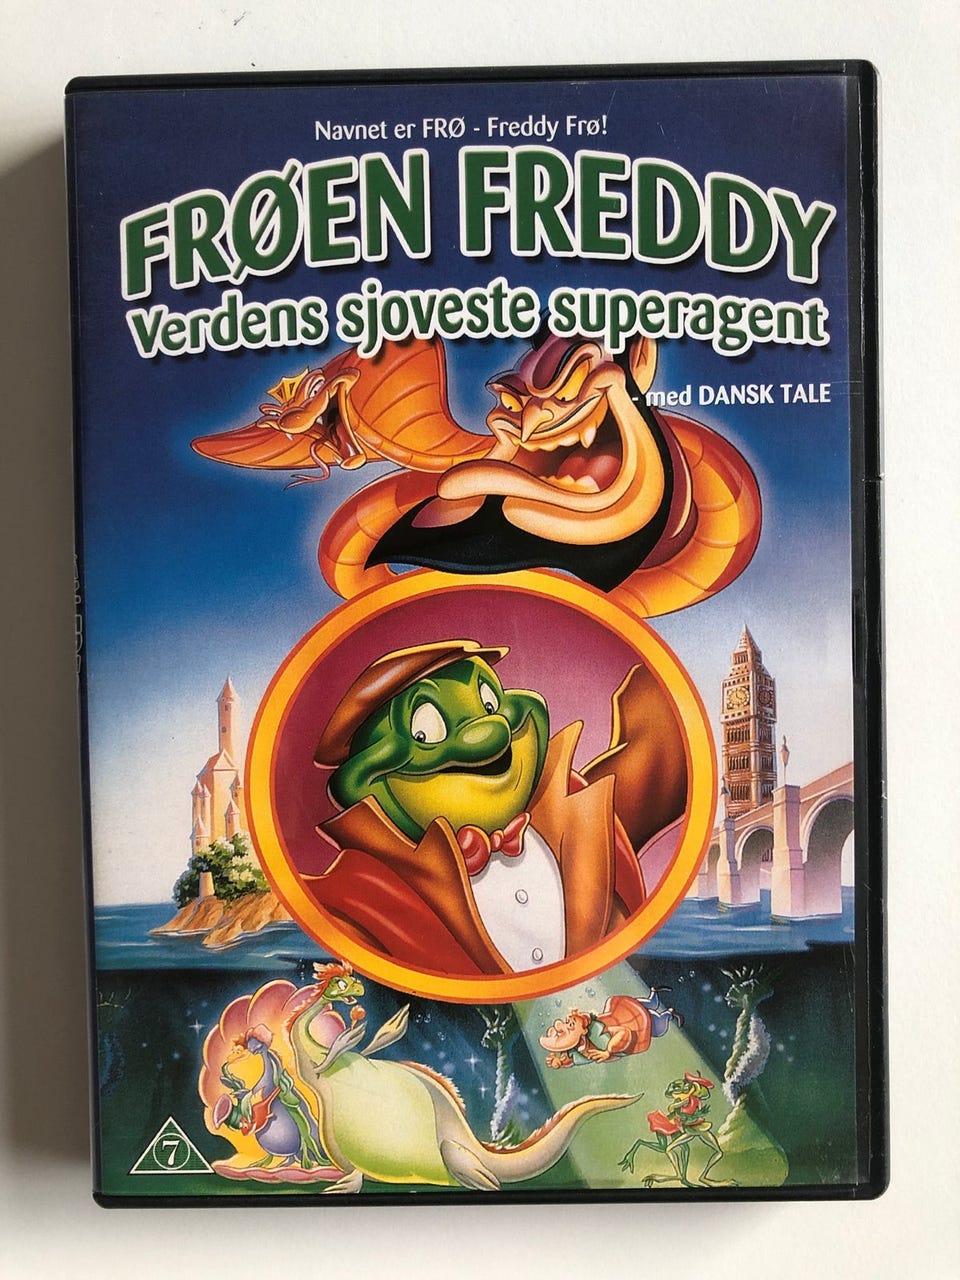 Navnet er FRØ - Freddy Frø!
FRØEN FREDDY
Verdens sjoveste superagent
- med DANSK TALE
7